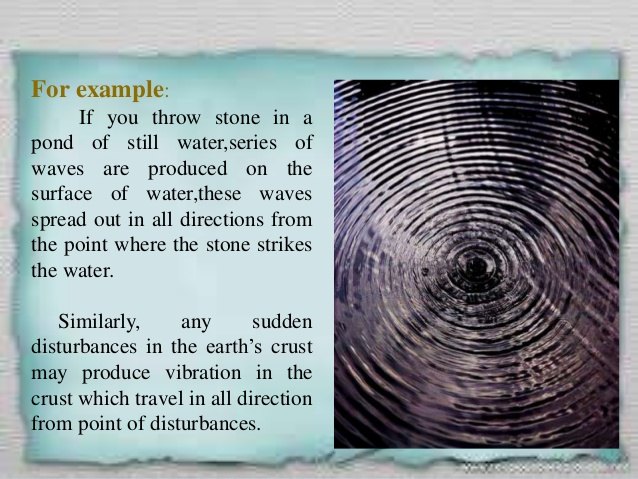 For example:
If you throw stone in a
pond of still water,series of
waves are produced on the
surface of water,these waves
spread out in all directions from
the point where the stone strikes
the water.
Similarly, any sudden
disturbances in the earth's crust
may produce vibration in the
crust which travel in all direction
from point of disturbances.